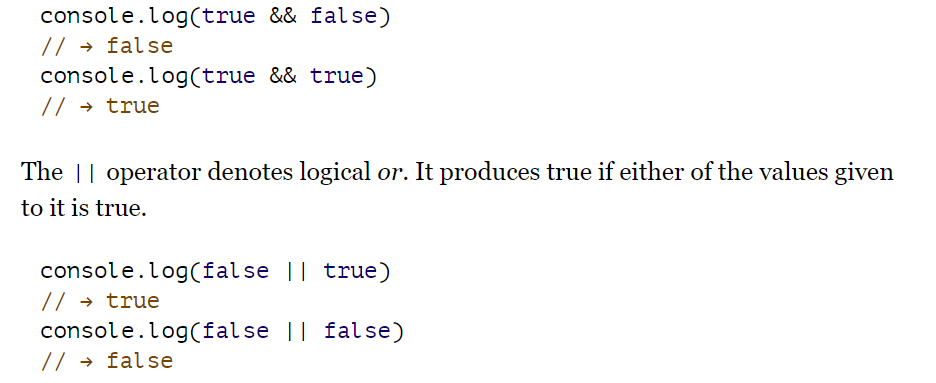 console.log(true && false)
// → false
console.log(true && true)
// → true
The || operator denotes logical or. It produces true if either of the values given
to it is true.
console.log(false || true)
// → true
console.log(false || false)
// → false